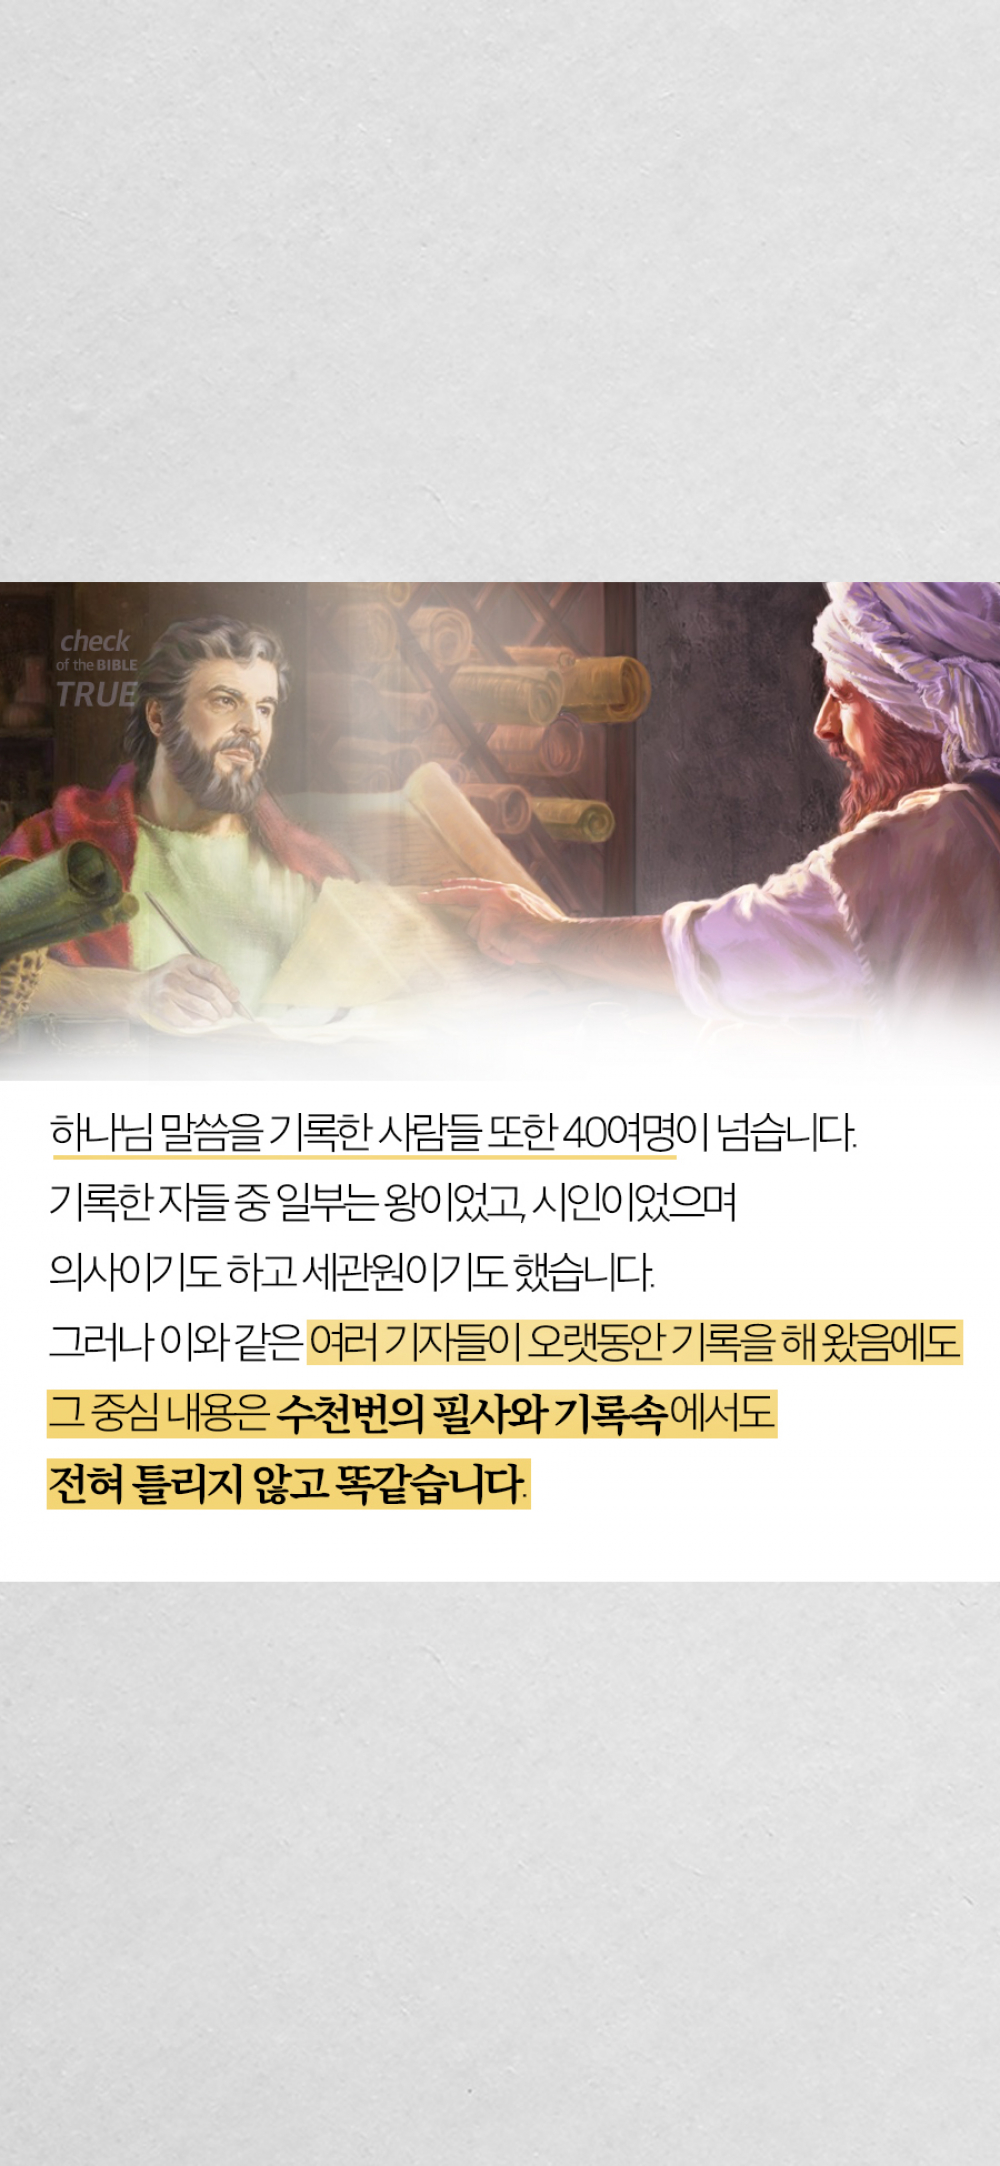 check
of the BIBLE
TRUE
하나님 말씀을 기록한 사람들 또한 40여명이 넘습니다.
기록한 자들 중 일부는 왕이었고, 시인이었으며
의사이기도 하고 세관원이기도 했습니다.
그러나 이와 같은 여러 기자들이 오랫동안 기록을 해 왔음에도
그 중심 내용은 수천번의 필사와 기록속에서도
전혀 틀리지 않고 똑같습니다.